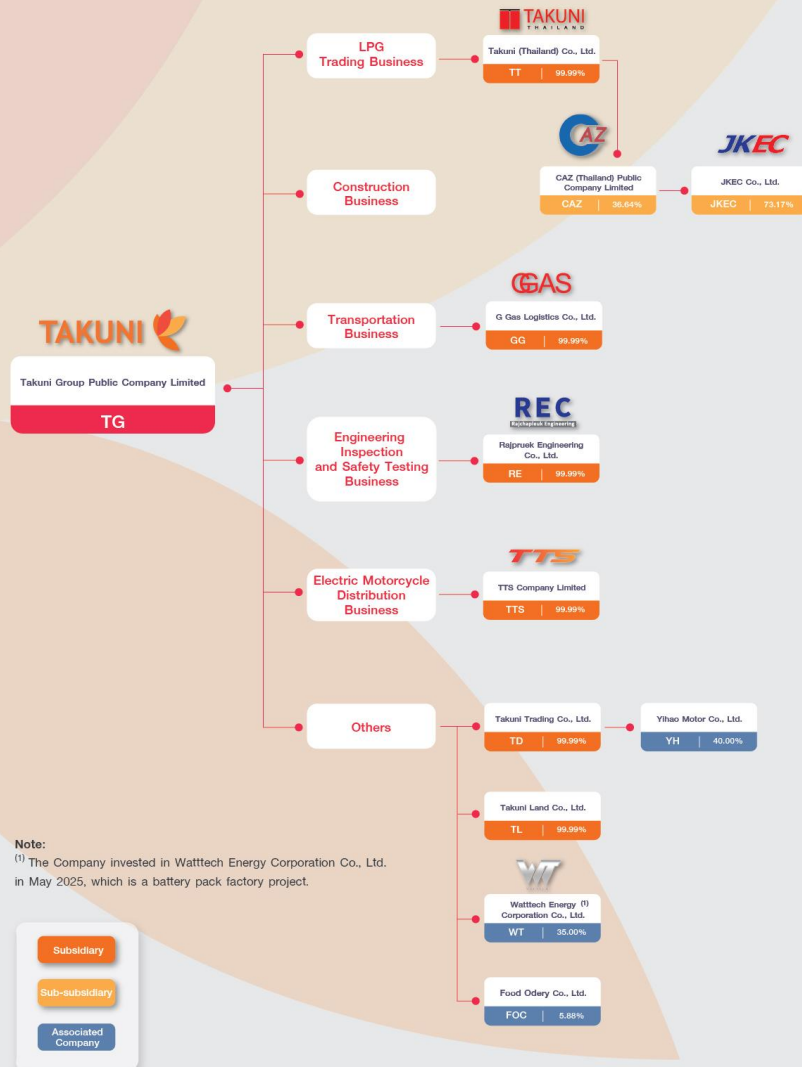 TAKUNI
THAILAND
LPG
Trading Business
Takuni (Thailand) Co., Ltd.
TT | 99.99%
CAZ
JKEC
Construction
Business
CAZ (Thailand) Public
Company Limited
CAZ | 36.64%
JKEC Co., Ltd.
JKEC | 73.17%
GGAS
Transportation
Business
G Gas Logistics Co., Ltd.
GG | 99.99%
TAKUNI
Takuni Group Public Company Limited
TG
REC
Rajchapleuk Engineering
Engineering
Inspection
and Safety Testing
Business
Rajpruek Engineering
Co., Ltd.
RE | 99.99%
TTS
Electric Motorcycle
Distribution
Business
TTS Company Limited
TTS | 99.99%
Others
Takuni Trading Co., Ltd.
TD | 99.99%
Yihao Motor Co., Ltd.
YH | 40.00%
Takuni Land Co., Ltd.
TL | 99.99%
WT
Watttech Energy (1)
Corporation Co., Ltd.
WT | 35.00%
Food Odery Co., Ltd.
FOC | 5.88%
Note:
(1) The Company invested in Watttech Energy Corporation Co., Ltd.
in May 2025, which is a battery pack factory project.
Subsidiary
Sub-subsidiary
Associated
Company